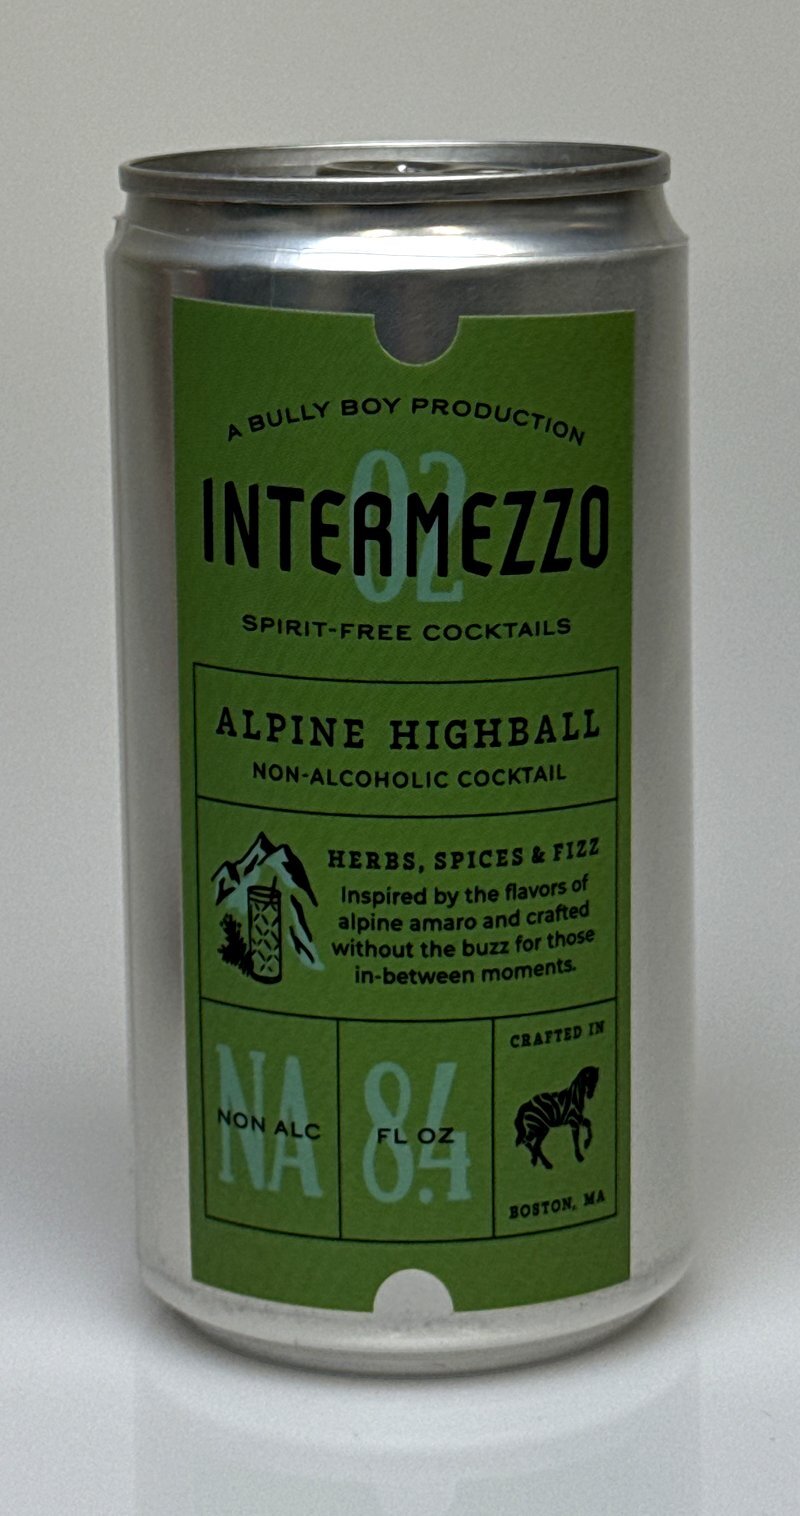 A BULLY BOY PRODUCTION
02
INTERMEZZO
SPIRIT-FREE COCKTAILS
ALPINE HIGHBALL
NON-ALCOHOLIC COCKTAIL
HERBS, SPICES & FIZZ
Inspired by the flavors of
alpine amaro and crafted
without the buzz for those
in-between moments.
NA
NON ALC
8.4
FL OZ
CRAFTED IN
BOSTON, MA